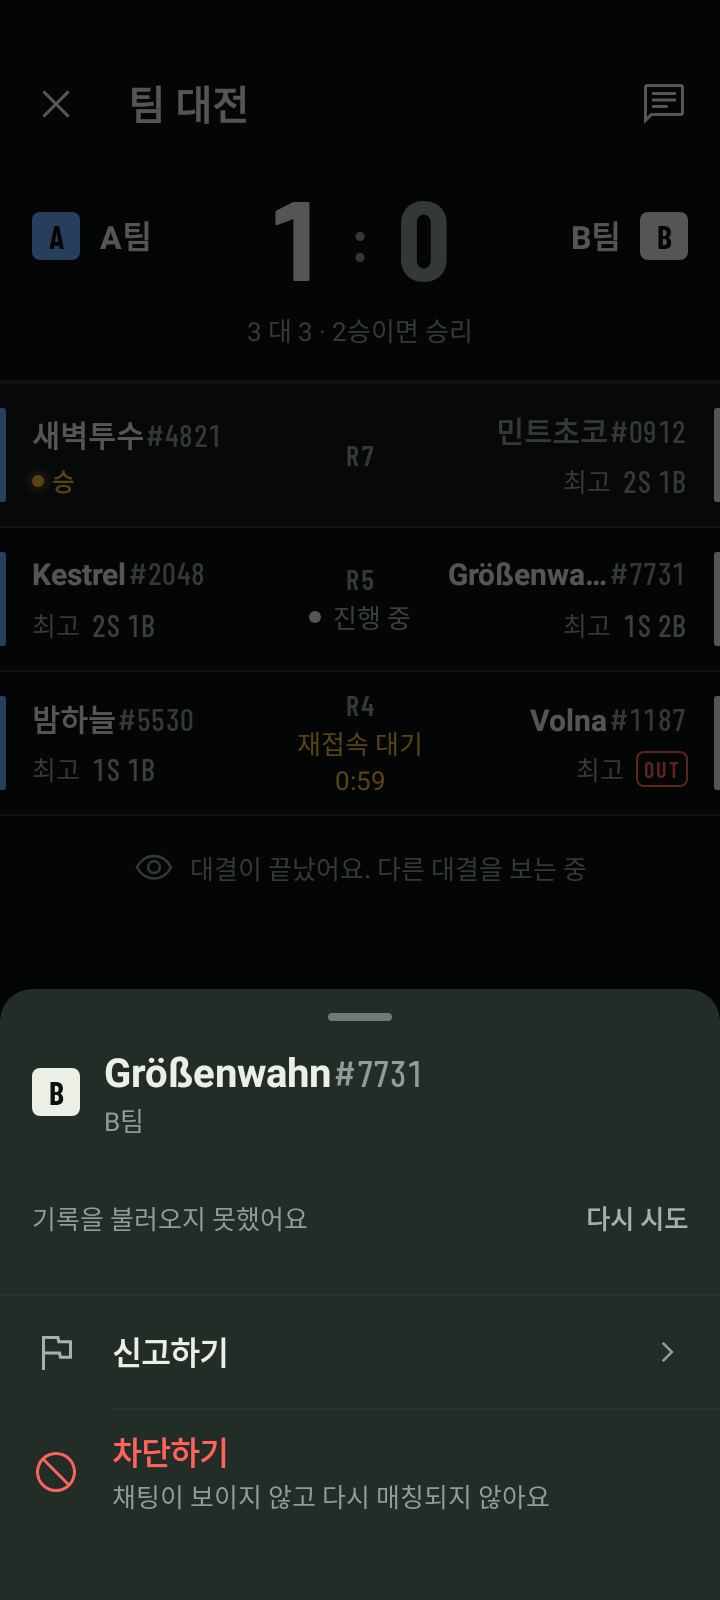 팀 대전
A A팀 1 : 0 B팀 B
3 대 3 · 2승이면 승리
새벽투수#4821 R7 민트초코#0912
승 최고 2S 1B
Kestrel#2048 R5 Größenwa...#7731
최고 2S 1B 진행 중 최고 1S 2B
밤하늘#5530 R4 Volna#1187
최고 1S 1B 재접속 대기 최고 OUT
0:59
대결이 끝났어요. 다른 대결을 보는 중
B Größenwahn#7731
B팀
기록을 불러오지 못했어요 다시 시도
신고하기
차단하기
채팅이 보이지 않고 다시 매칭되지 않아요